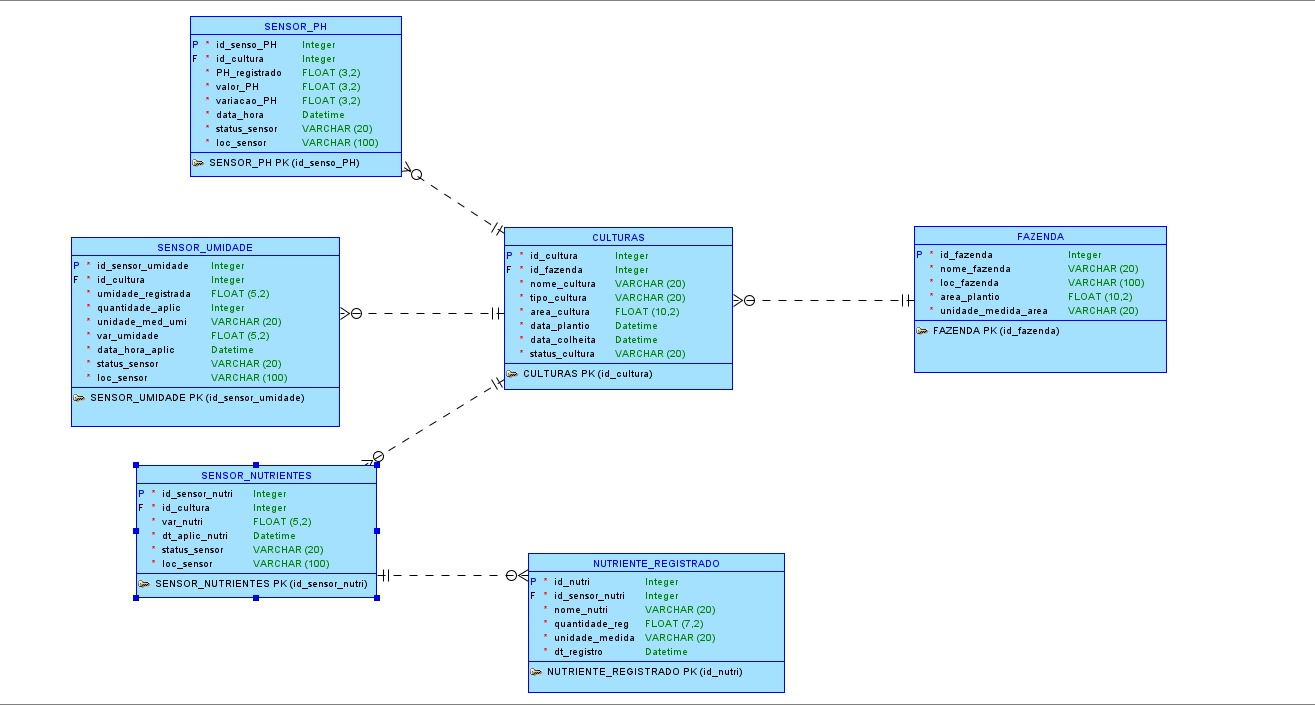 SENSOR_PH
P * id_senso_PH Integer
F * id_cultura Integer
* PH_registrado FLOAT (3,2)
* valor_PH FLOAT (3,2)
* variacao_PH FLOAT (3,2)
* data_hora Datetime
* status_sensor VARCHAR (20)
* loc_sensor VARCHAR (100)
SENSOR_PH PK (id_senso_PH)
SENSOR_UMIDADE
P * id_sensor_umidade Integer
F * id_cultura Integer
* umidade_registrada FLOAT (5,2)
* quantidade_aplic Integer
* unidade_med_umi VARCHAR (20)
* var_umidade FLOAT (5,2)
* data_hora_aplic Datetime
* status_sensor VARCHAR (20)
* loc_sensor VARCHAR (100)
SENSOR_UMIDADE PK (id_sensor_umidade)
CULTURAS
P * id_cultura Integer
F * id_fazenda Integer
* nome_cultura VARCHAR (20)
* tipo_cultura VARCHAR (20)
* area_cultura FLOAT (10,2)
* data_plantio Datetime
* data_colheita Datetime
* status_cultura VARCHAR (20)
CULTURAS PK (id_cultura)
FAZENDA
P * id_fazenda Integer
* nome_fazenda VARCHAR (20)
* loc_fazenda VARCHAR (100)
* area_plantio FLOAT (10,2)
* unidade_medida_area VARCHAR (20)
FAZENDA PK (id_fazenda)
SENSOR_NUTRIENTES
P * id_sensor_nutri Integer
F * id_cultura Integer
* var_nutri FLOAT (5,2)
* dt_aplic_nutri Datetime
* status_sensor VARCHAR (20)
* loc_sensor VARCHAR (100)
SENSOR_NUTRIENTES PK (id_sensor_nutri)
NUTRIENTE_REGISTRADO
P * id_nutri Integer
F * id_sensor_nutri Integer
* nome_nutri VARCHAR (20)
* quantidade_reg FLOAT (7,2)
* unidade_medida VARCHAR (20)
* dt_registro Datetime
NUTRIENTE_REGISTRADO PK (id_nutri)